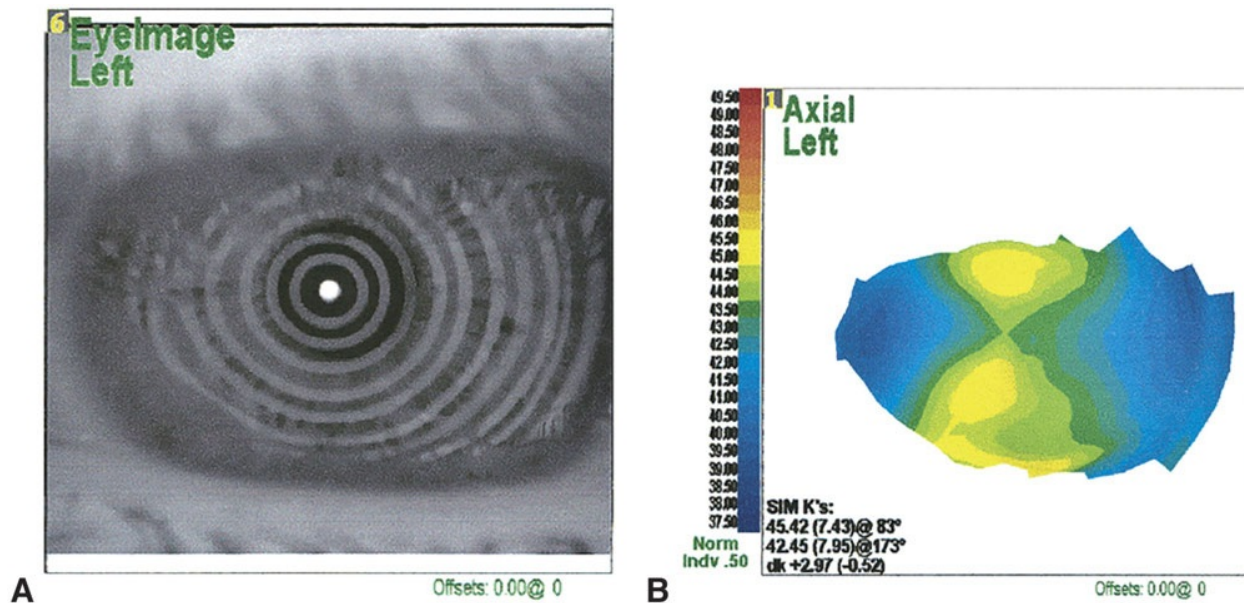 6
EyeImage
Left
Offsets: 0.00@ 0
A
1
Axial
Left
49.50
49.00
48.50
48.00
47.50
47.00
46.50
46.00
45.50
45.00
44.50
44.00
43.50
43.00
42.50
42.00
41.50
41.00
40.50
40.00
39.50
39.00
38.50
38.00
37.50
Norm
Indv .50
SIM K's:
45.42 (7.43)@ 83°
42.45 (7.95)@173°
dk +2.97 (-0.52)
Offsets: 0.00@ 0
B